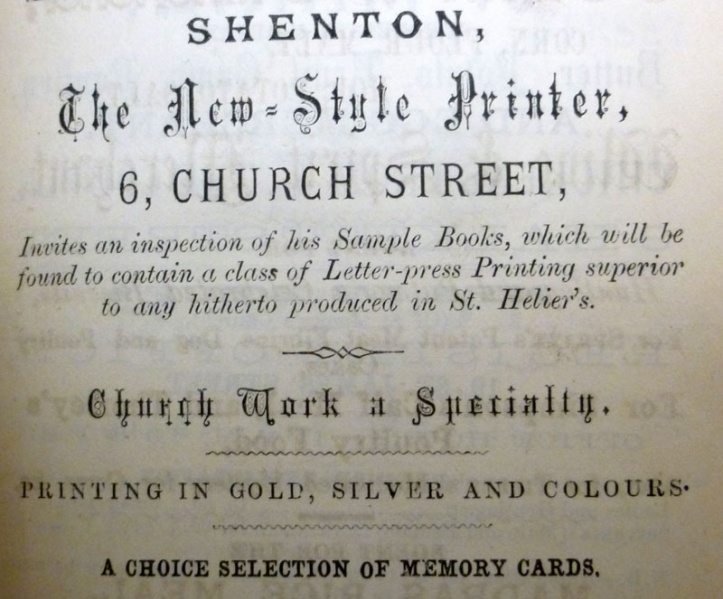 SHENTON,
The New-Style Printer,
6, CHURCH STREET,
Invites an inspection of his Sample Books, which will be
found to contain a class of Letter-press Printing superior
to any hitherto produced in St. Helier's.
Church Work a Specialty.
PRINTING IN GOLD, SILVER AND COLOURS.
A CHOICE SELECTION OF MEMORY CARDS.